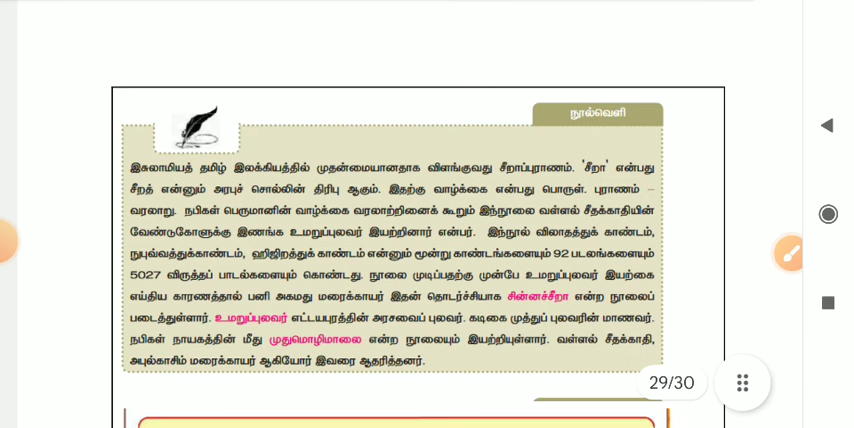 நூல்வெளி
இசுலாமியத் தமிழ் இலக்கியத்தில் முதன்மையானதாக விளங்குவது சீறாப்புராணம். 'சீறா' என்பது
சீறத் என்னும் அரபுச் சொல்லின் திரிபு ஆகும். இதற்கு வாழ்க்கை என்பது பொருள். புராணம் –
வரலாறு. நபிகள் பெருமானின் வாழ்க்கை வரலாற்றினைக் கூறும் இந்நூலை வள்ளல் சீதக்காதியின்
வேண்டுகோளுக்கு இணங்க உமறுப்புலவர் இயற்றினார் என்பர். இந்நூல் விலாதத்துக் காண்டம்,
நுபுவ்வத்துக்காண்டம், ஹிஜிறத்துக் காண்டம் என்னும் மூன்று காண்டங்களையும் 92 படலங்களையும்
5027 விருத்தப் பாடல்களையும் கொண்டது. நூலை முடிப்பதற்கு முன்பே உமறுப்புலவர் இயற்கை
எய்திய காரணத்தால் பனி அகமது மரைக்காயர் இதன் தொடர்ச்சியாக சின்னச்சீறா என்ற நூலைப்
படைத்துள்ளார். உமறுப்புலவர் எட்டயபுரத்தின் அரசவைப் புலவர். கடிகை முத்துப் புலவரின் மாணவர்.
நபிகள் நாயகத்தின் மீது முதுமொழிமாலை என்ற நூலையும் இயற்றியுள்ளார். வள்ளல் சீதக்காதி,
அபுல்காசிம் மரைக்காயர் ஆகியோர் இவரை ஆதரித்தனர்.
29/30